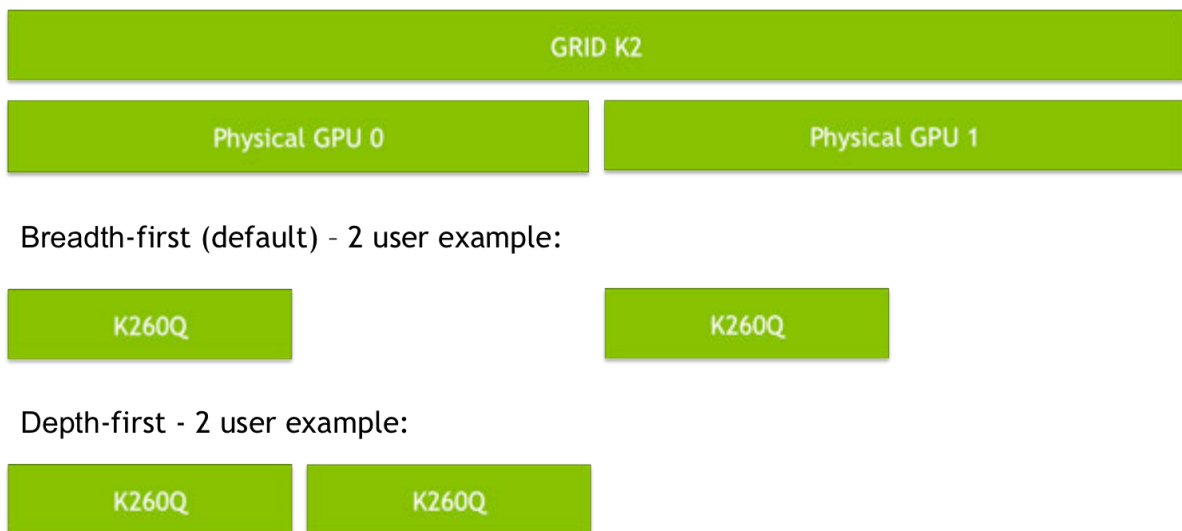 GRID K2
Physical GPU 0
Physical GPU 1
Breadth-first (default) – 2 user example:
K260Q
K260Q
Depth-first - 2 user example:
K260Q
K260Q